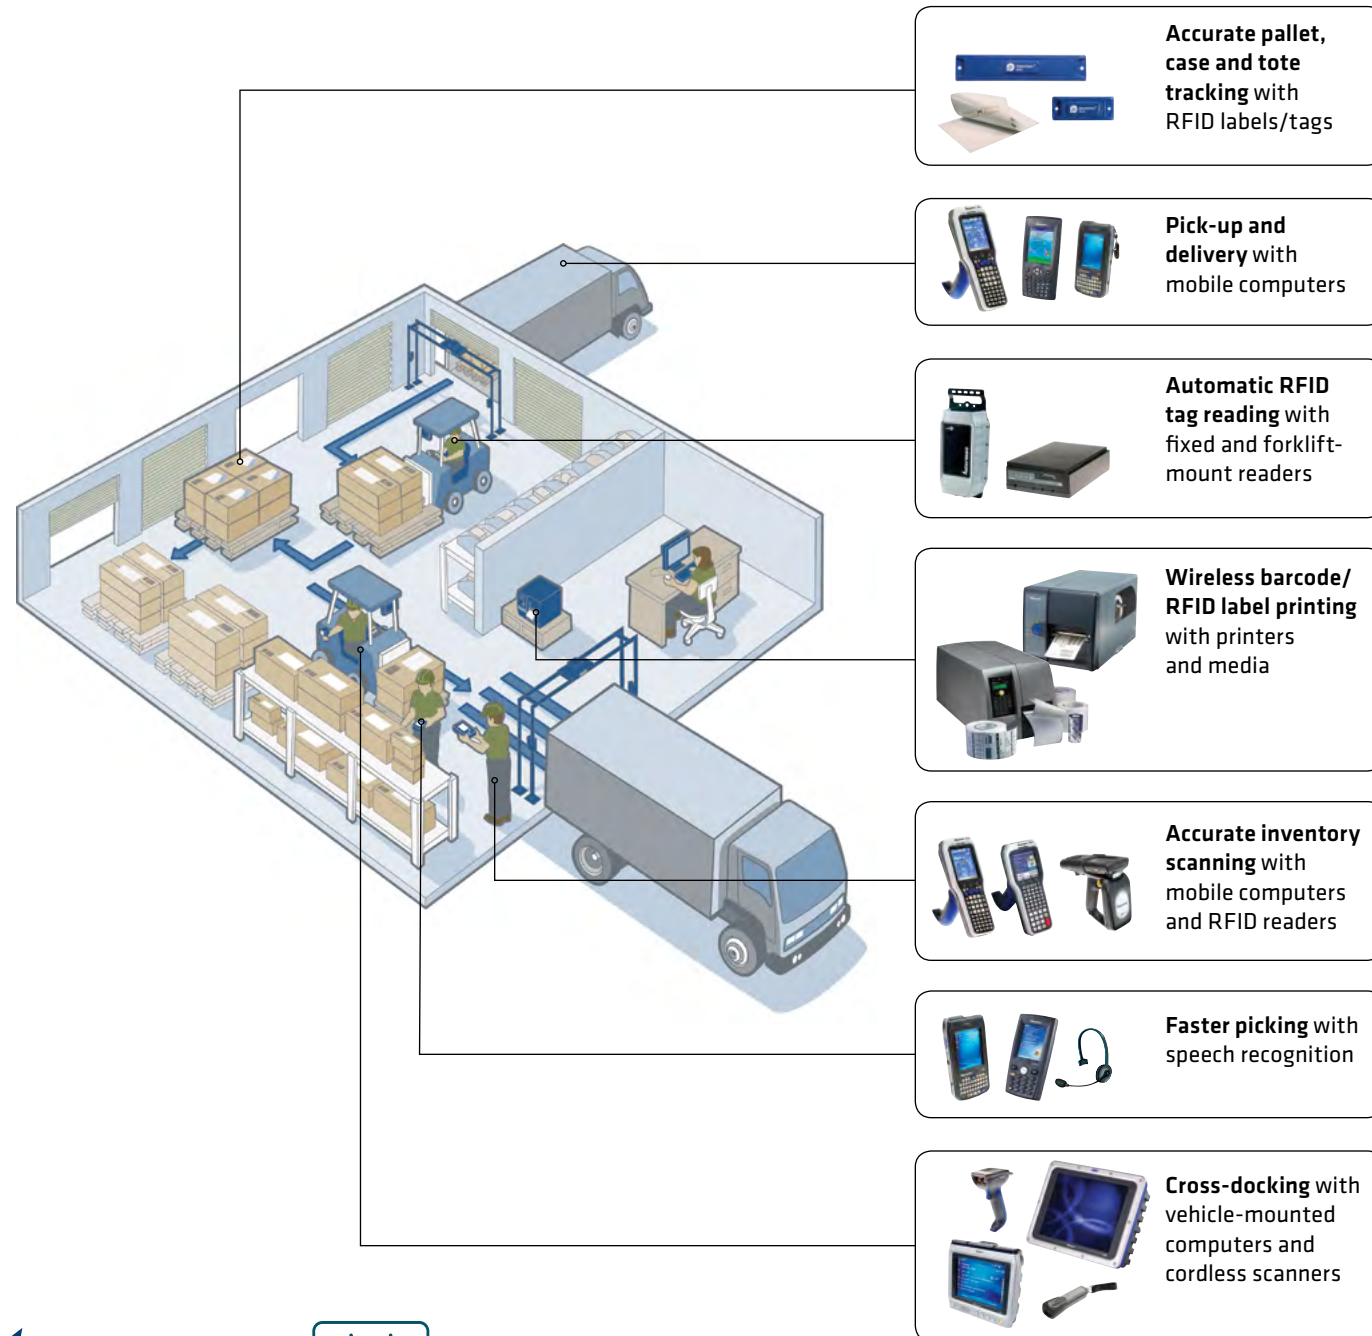 Accurate pallet,
case and tote
tracking with
RFID labels/tags
Pick-up and
delivery with
mobile computers
Automatic RFID
tag reading with
fixed and forklift-
mount readers
Wireless barcode/
RFID label printing
with printers
and media
Accurate inventory
scanning with
mobile computers
and RFID readers
Faster picking with
speech recognition
Cross-docking with
vehicle-mounted
computers and
cordless scanners